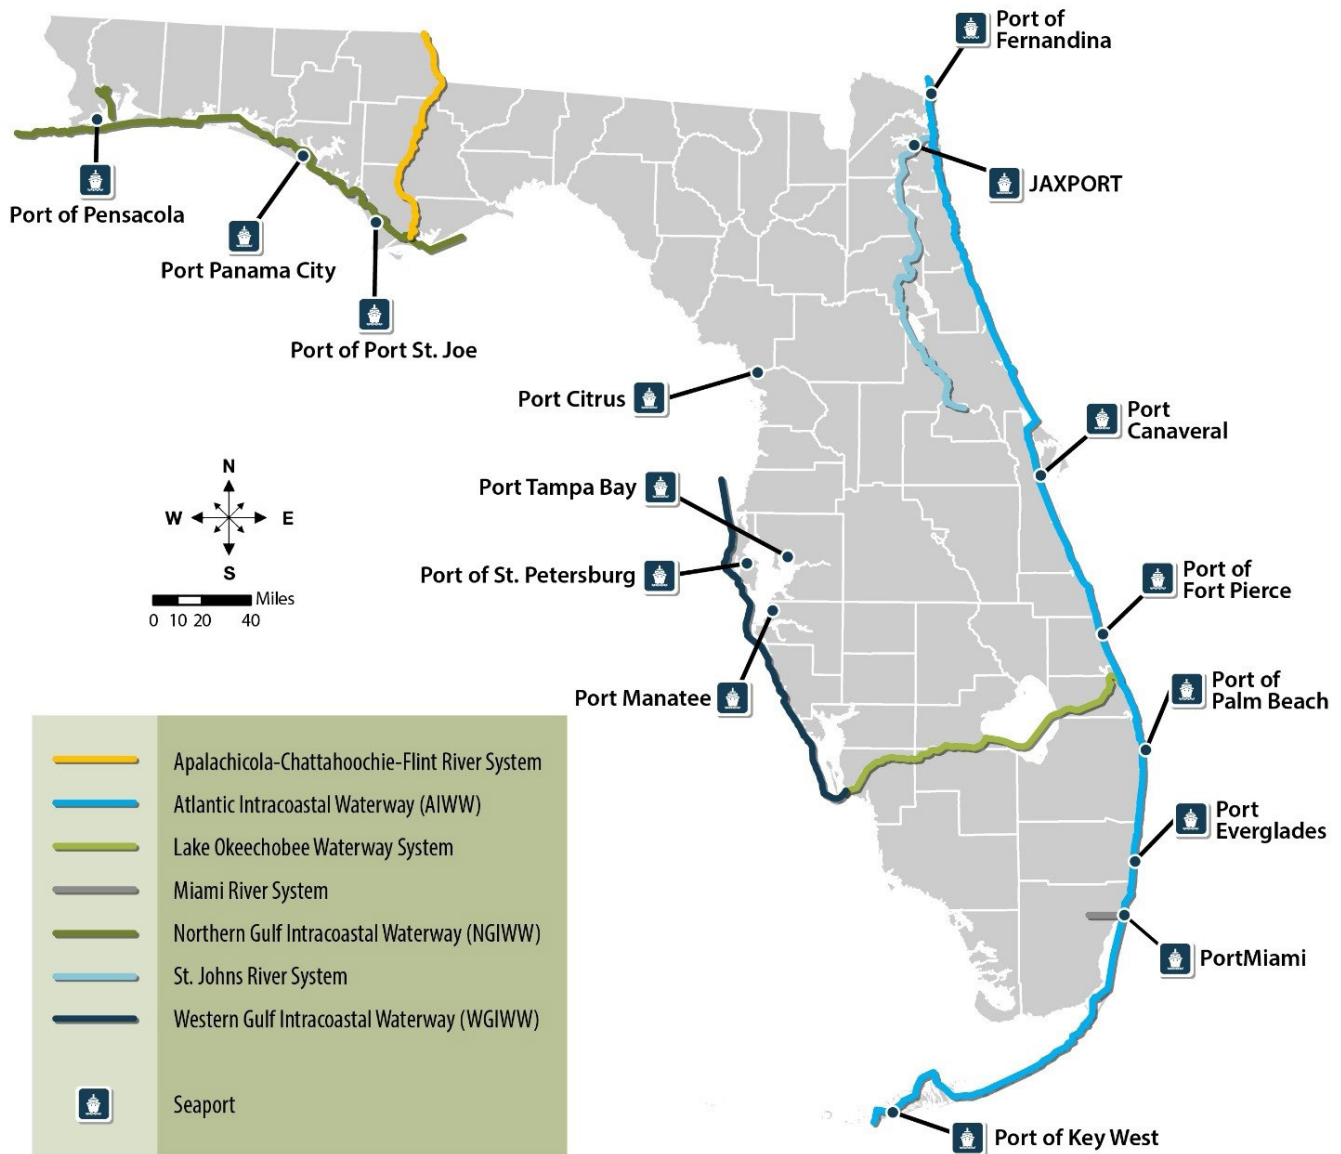 Port of
Fernandina
JAXPORT
Port of Pensacola
Port Panama City
Port of Port St. Joe
Port Citrus
Port
Canaveral
Port Tampa Bay
Port of St. Petersburg
Port of
Fort Pierce
Port Manatee
Port of
Palm Beach
Port
Everglades
PortMiami
Port of Key West
N
W E
S
Miles
0 10 20 40
Apalachicola-Chattahoochie-Flint River System
Atlantic Intracoastal Waterway (AIWW)
Lake Okeechobee Waterway System
Miami River System
Northern Gulf Intracoastal Waterway (NGIWW)
St. Johns River System
Western Gulf Intracoastal Waterway (WGIWW)
Seaport